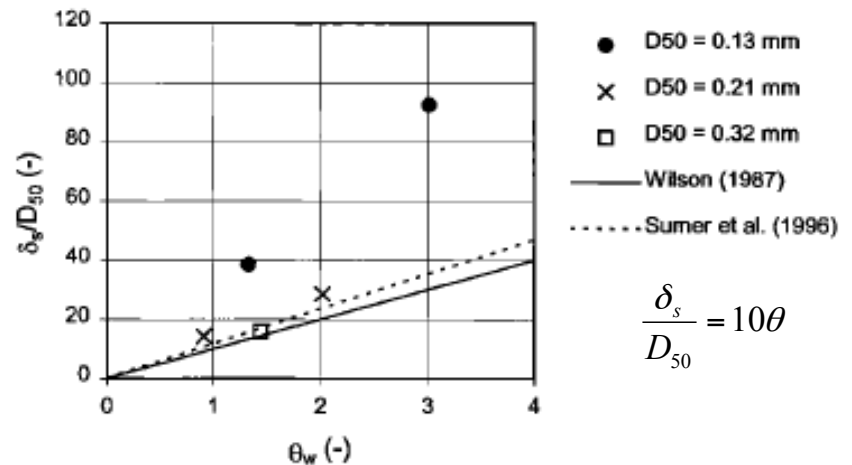 120
100
80
60
40
20
0
δs/D50 (-)
0 1 2 3 4
θw (-)
D50 = 0.13 mm
D50 = 0.21 mm
D50 = 0.32 mm
Wilson (1987)
Sumer et al. (1996)
δs/D50 = 10θ